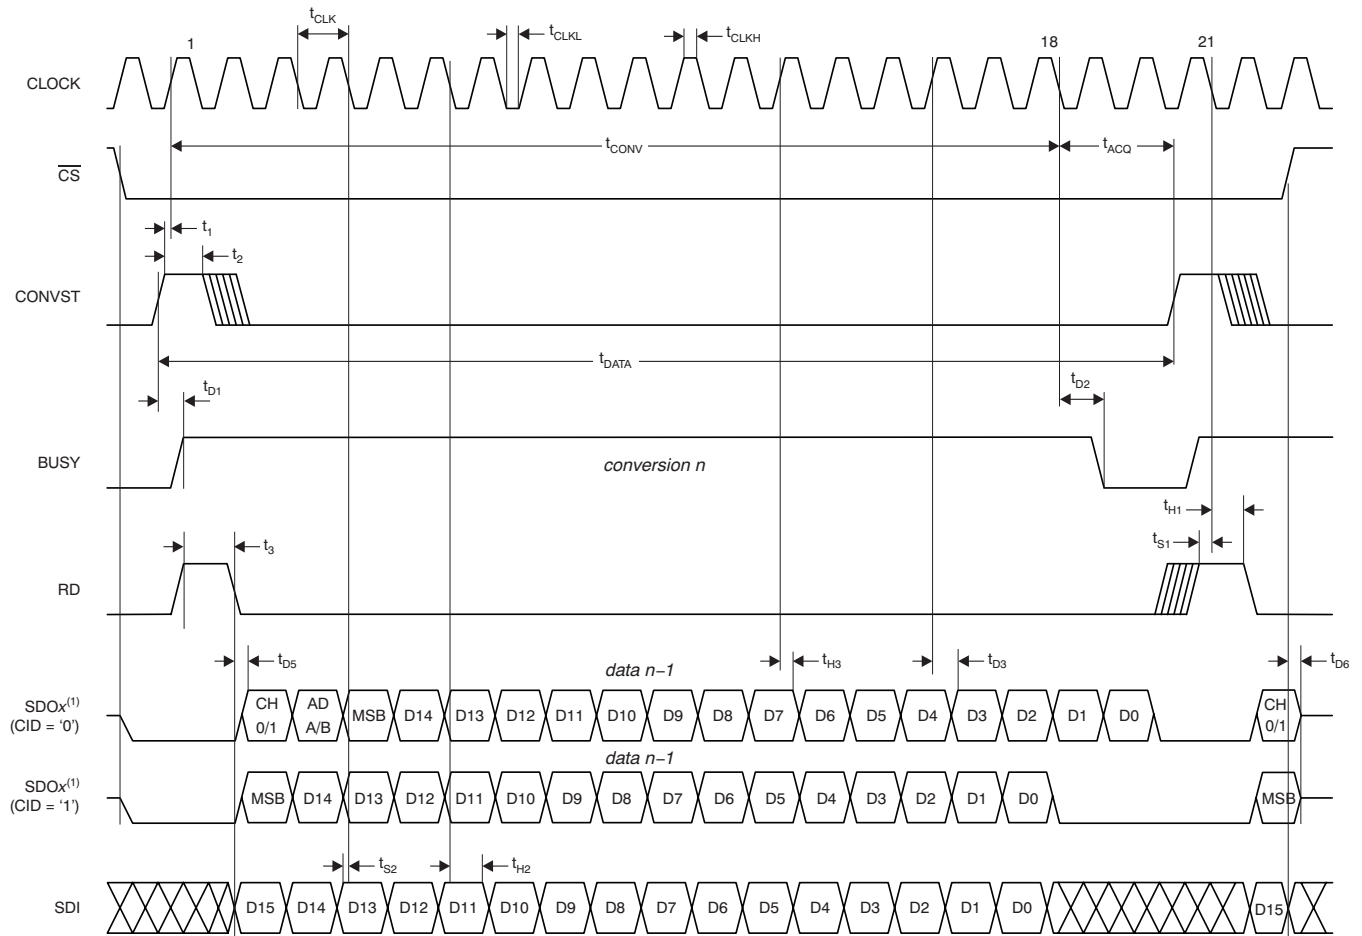 tCLK
1
tCLKL
tCLKH
18
21
CLOCK
tCONV
tACQ
CS
t1
t2
CONVST
tDATA
tD1
tD2
BUSY
conversion n
tH1
t3
tS1
RD
data n−1
tD5
tH3
tD3
tD6
SDOx(1)
(CID = ‘0’)
CH
0/1
AD
A/B
MSB D14 D13 D12 D11 D10 D9 D8 D7 D6 D5 D4 D3 D2 D1 D0
CH
0/1
data n−1
SDOx(1)
(CID = ‘1’)
MSB D14 D13 D12 D11 D10 D9 D8 D7 D6 D5 D4 D3 D2 D1 D0 MSB
tS2
tH2
SDI
D15 D14 D13 D12 D11 D10 D9 D8 D7 D6 D5 D4 D3 D2 D1 D0 D15